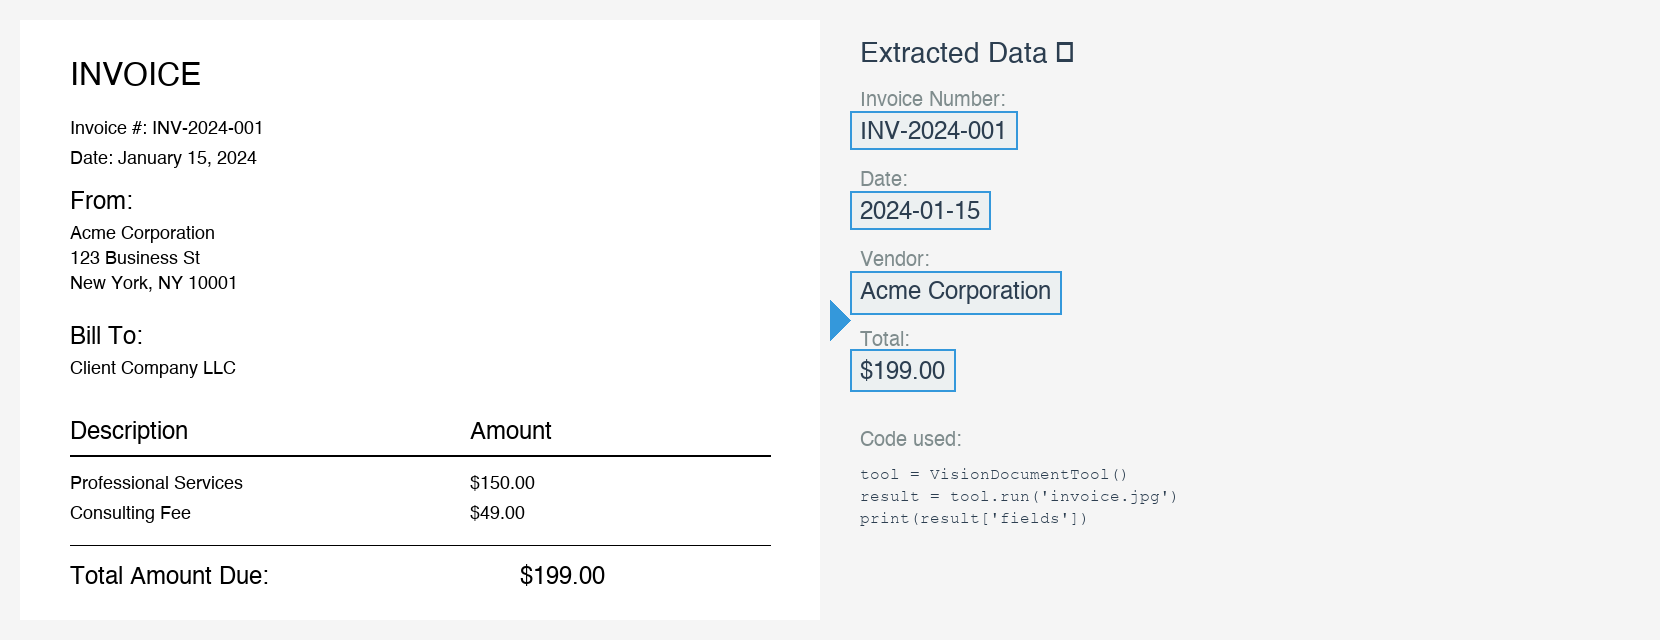 INVOICE
Invoice #: INV-2024-001
Date: January 15, 2024
From:
Acme Corporation
123 Business St
New York, NY 10001
Bill To:
Client Company LLC
Description Amount
Professional Services $150.00
Consulting Fee $49.00
Total Amount Due: $199.00
Extracted Data
Invoice Number:
INV-2024-001
Date:
2024-01-15
Vendor:
Acme Corporation
Total:
$199.00
Code used:
tool = VisionDocumentTool()
result = tool.run('invoice.jpg')
print(result['fields'])